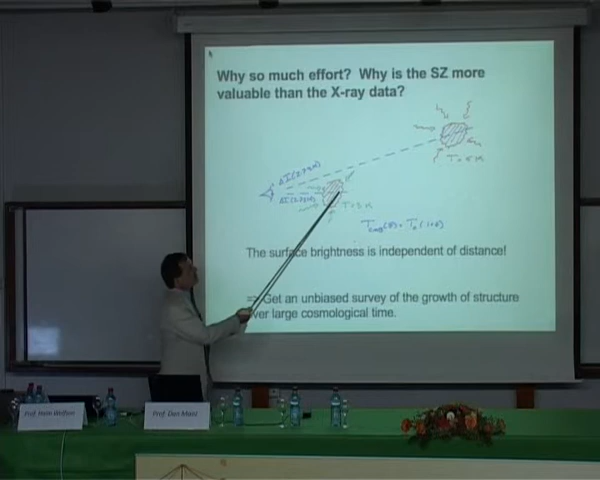 Why so much effort? Why is the SZ more
valuable than the X-ray data?
The surface brightness is independent of distance!
Get an unbiased survey of the growth of structure
over large cosmological time.
Prof. Dan Maoz